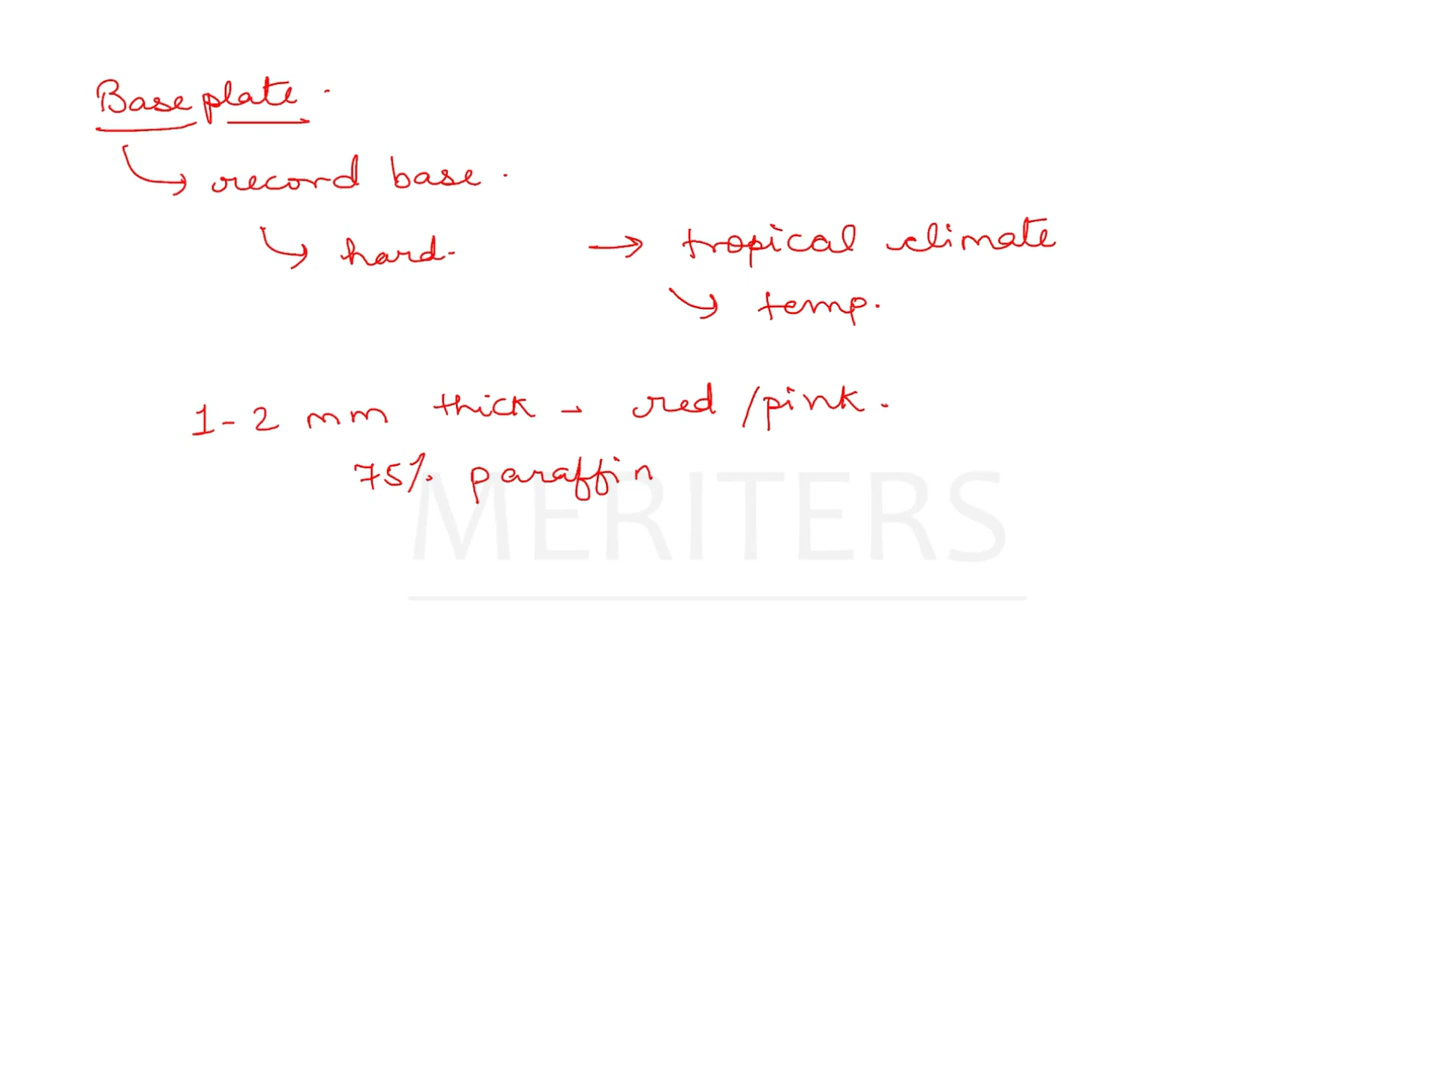 Base plate .
↳ record base .
↳ hard. → tropical climate
↳ temp.
1-2 mm thick - red /pink.
75% paraffin
MERITERS